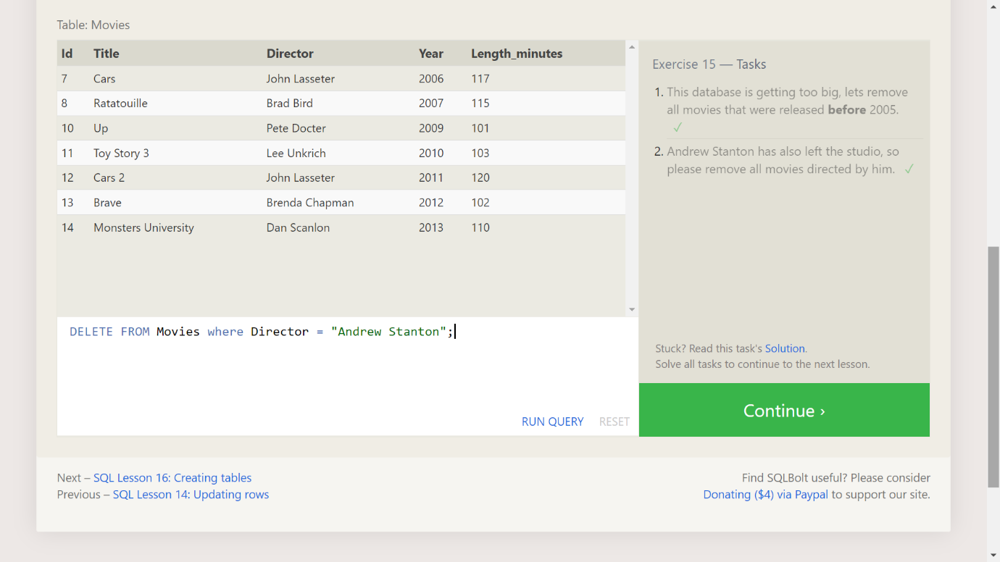 Table: Movies
Id Title Director Year Length_minutes
7 Cars John Lasseter 2006 117
8 Ratatouille Brad Bird 2007 115
10 Up Pete Docter 2009 101
11 Toy Story 3 Lee Unkrich 2010 103
12 Cars 2 John Lasseter 2011 120
13 Brave Brenda Chapman 2012 102
14 Monsters University Dan Scanlon 2013 110
DELETE FROM Movies where Director = "Andrew Stanton";
RUN QUERY RESET
Exercise 15 — Tasks
1. This database is getting too big, lets remove
all movies that were released before 2005.
✓
2. Andrew Stanton has also left the studio, so
please remove all movies directed by him. ✓
Stuck? Read this task's Solution.
Solve all tasks to continue to the next lesson.
Continue ›
Next – SQL Lesson 16: Creating tables
Previous – SQL Lesson 14: Updating rows
Find SQLBolt useful? Please consider
Donating ($4) via Paypal to support our site.